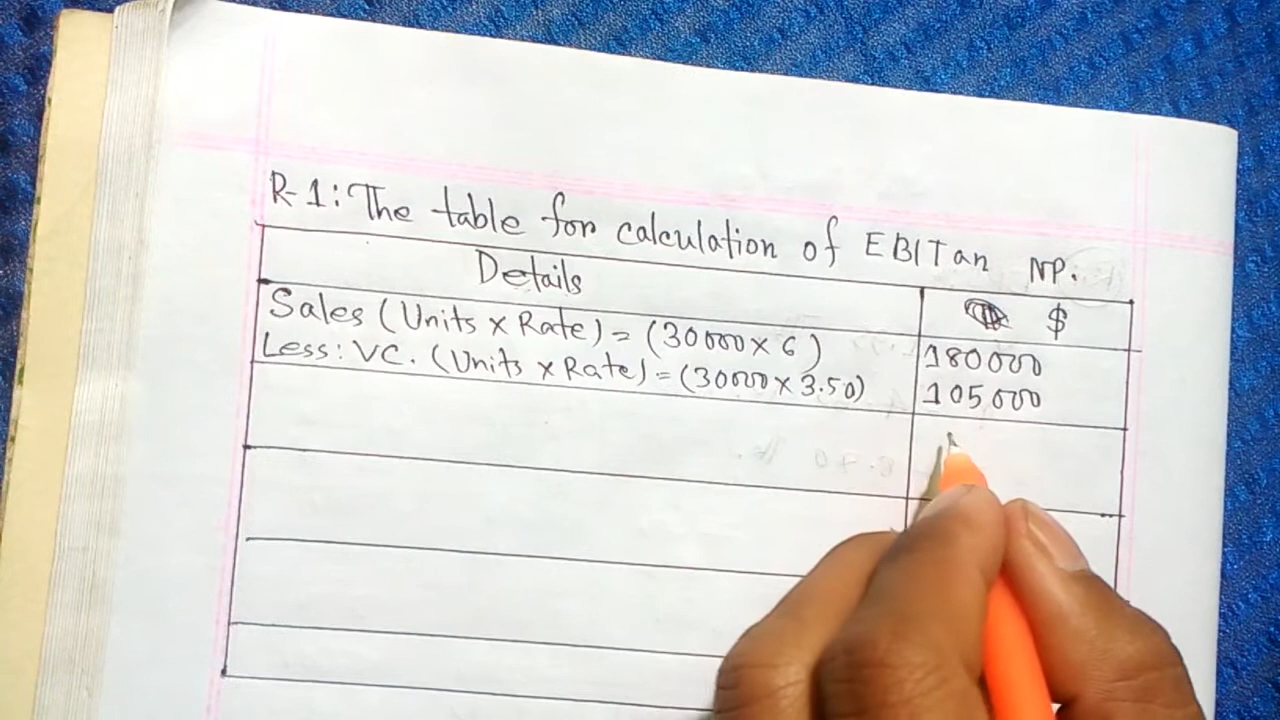 R-1: The table for calculation of EBIT an NP.
Details $
Sales (Units x Rate) = (30000 x 6) 180000
Less: VC. (Units x Rate) = (30000 x 3.50) 105000